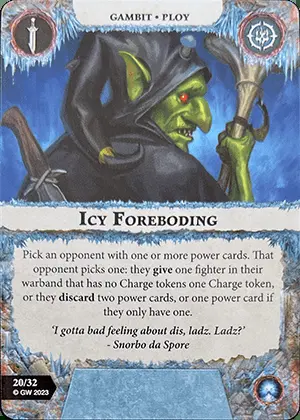 GAMBIT • PLOY
ICY FOREBODING
Pick an opponent with one or more power cards. That
opponent picks one: they give one fighter in their
warband that has no Charge tokens one Charge token,
or they discard two power cards, or one power card if
they only have one.
'I gotta bad feeling about dis, ladz. Ladz?'
- Snorbo da Spore
20/32
© GW 2023